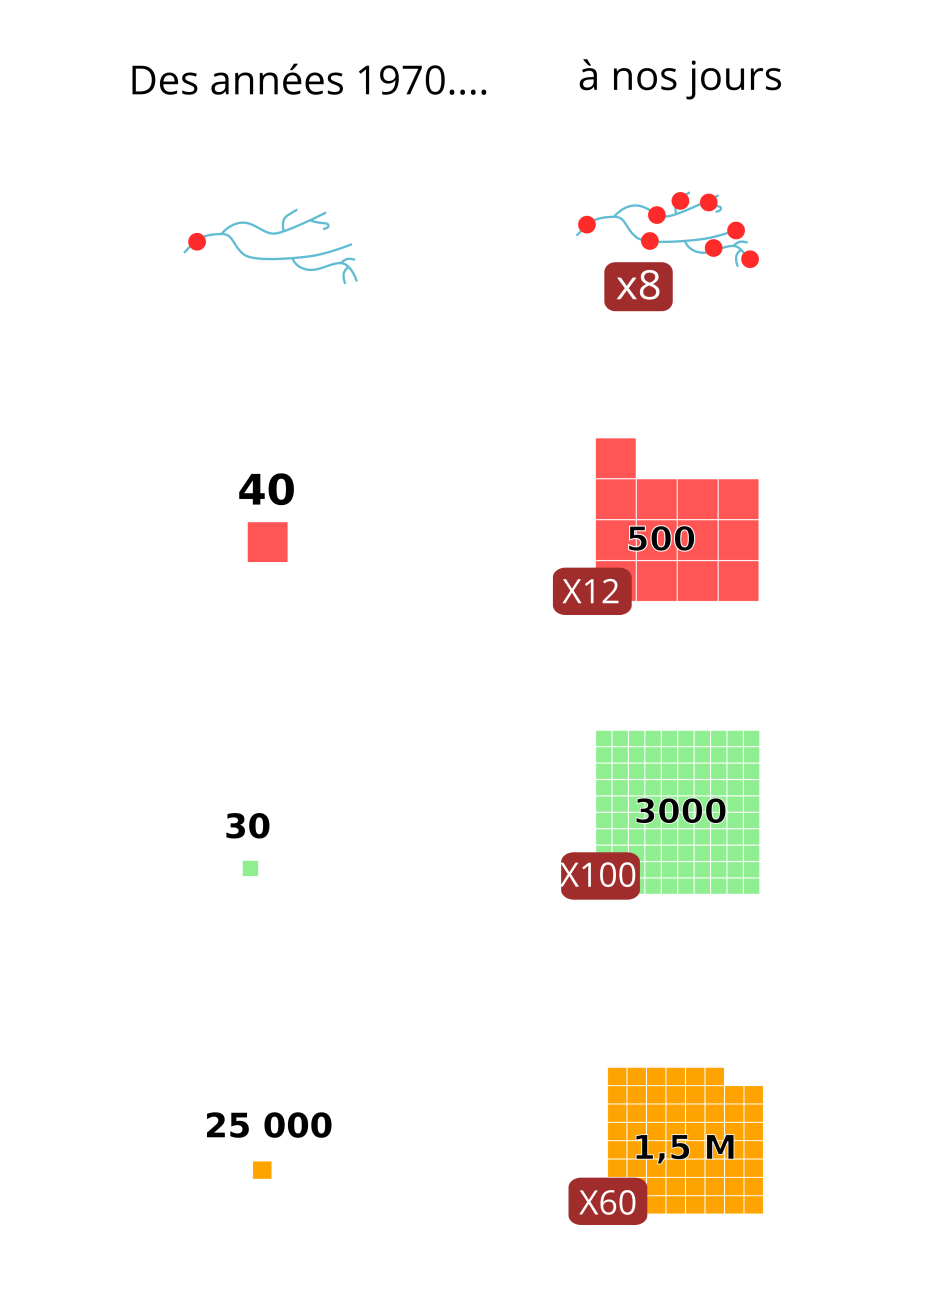 Des années 1970....
à nos jours
x8
40
500
X12
30
3000
X100
25 000
1,5 M
X60